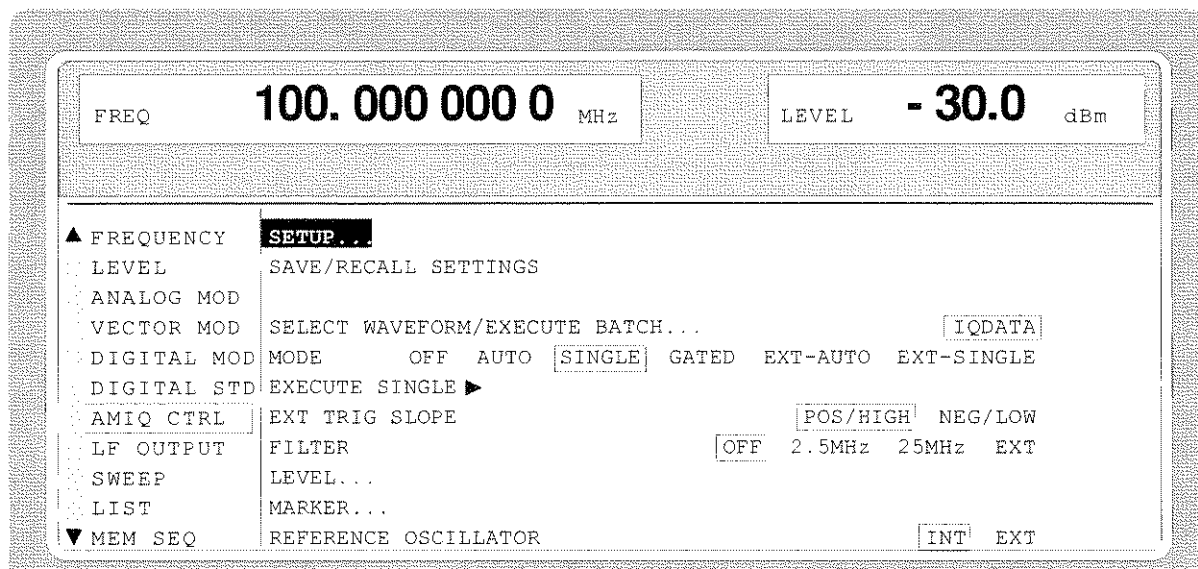 FREQ 100. 000 000 0 MHz LEVEL - 30.0 dBm
▲ FREQUENCY SETUP...
LEVEL SAVE/RECALL SETTINGS
ANALOG MOD
VECTOR MOD SELECT WAVEFORM/EXECUTE BATCH... IQDATA
DIGITAL MOD MODE OFF AUTO SINGLE GATED EXT-AUTO EXT-SINGLE
DIGITAL STD EXECUTE SINGLE ▶
AMIQ CTRL EXT TRIG SLOPE POS/HIGH NEG/LOW
LF OUTPUT FILTER OFF 2.5MHz 25MHz EXT
SWEEP LEVEL...
LIST MARKER...
▼ MEM SEQ REFERENCE OSCILLATOR INT EXT